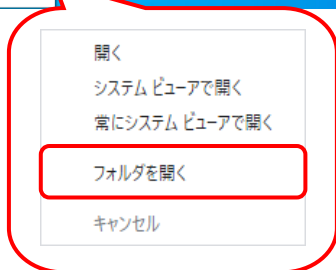 開く
システム ビューアで開く
常にシステム ビューアで開く
フォルダを開く
キャンセル